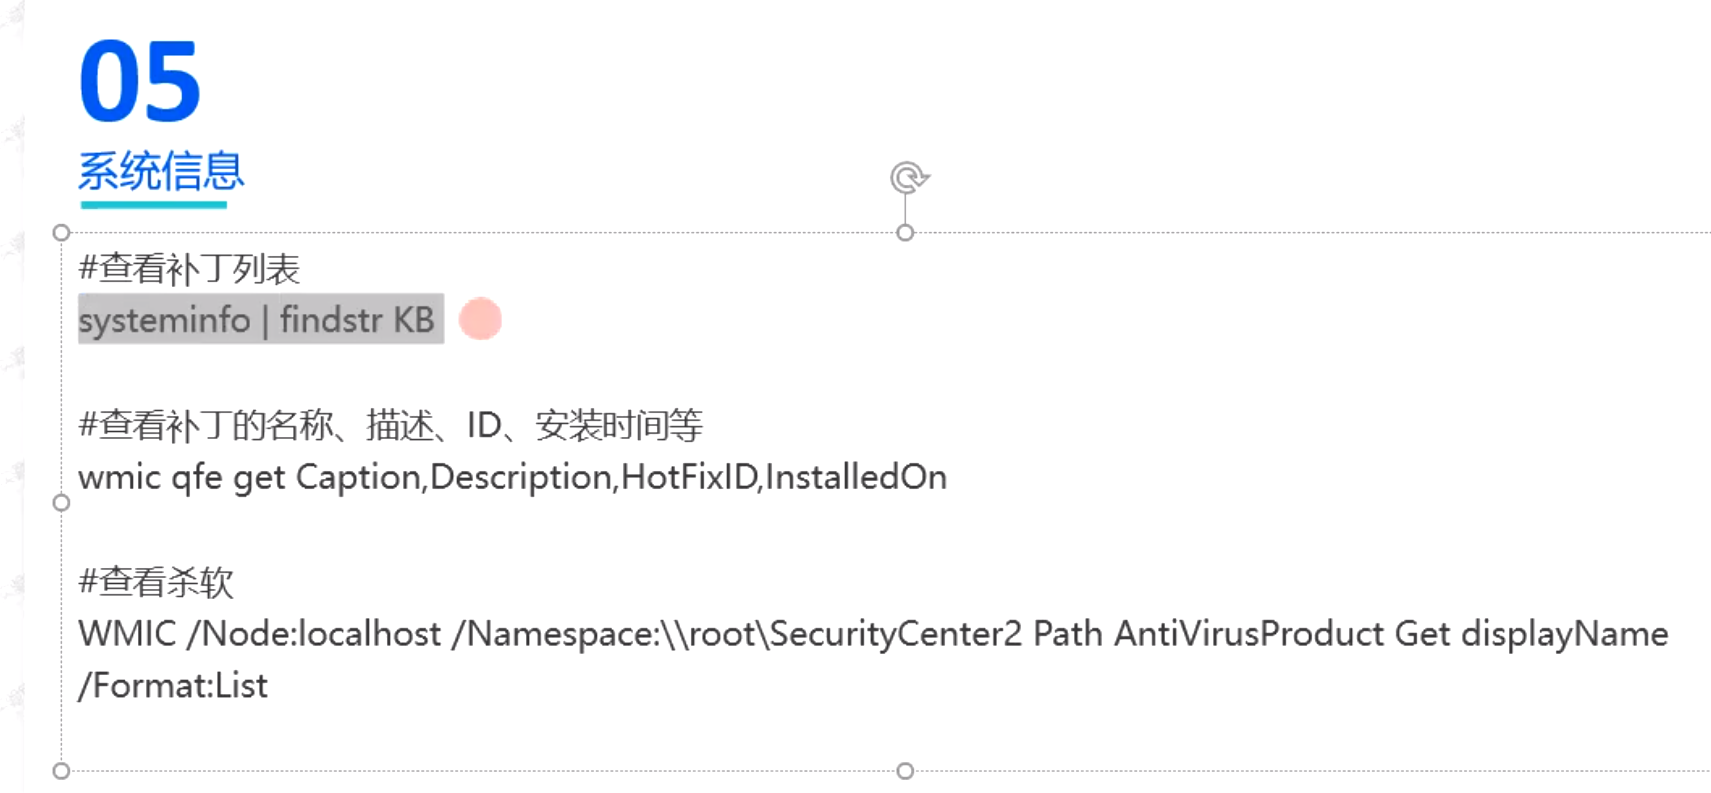 05
系统信息
#查看补丁列表
systeminfo | findstr KB
#查看补丁的名称、描述、ID、安装时间等
wmic qfe get Caption,Description,HotFixID,InstalledOn
#查看杀软
WMIC /Node:localhost /Namespace:\\root\SecurityCenter2 Path AntiVirusProduct Get displayName
/Format:List